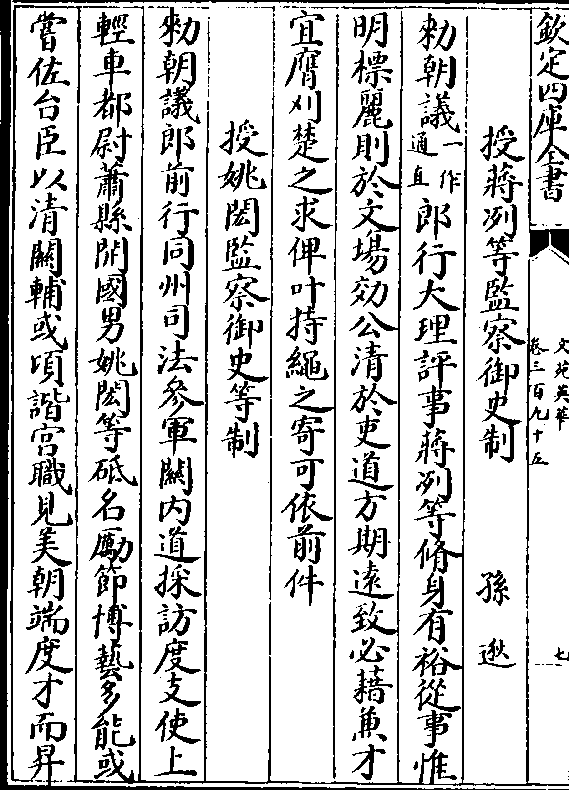 欽定四庫全書
文苑英華
卷三百九十五
七
授蔣洌等監察御史制
孫逖
勑朝議一作通直郎行大理評事蔣洌等脩身有裕從事惟
明標麗則於文場効公清於吏道方期遠致必藉兼才
宜膺刈楚之求俾叶持繩之寄可依前件
授姚閎監察御史等制
勑朝議郎前行同州司法參軍關内道採訪度支使上
輕車都尉蕭縣開國男姚閎等砥名勵節博藝多能或
嘗佐台臣以清關輔或項諧宫職見美朝端度才而昇